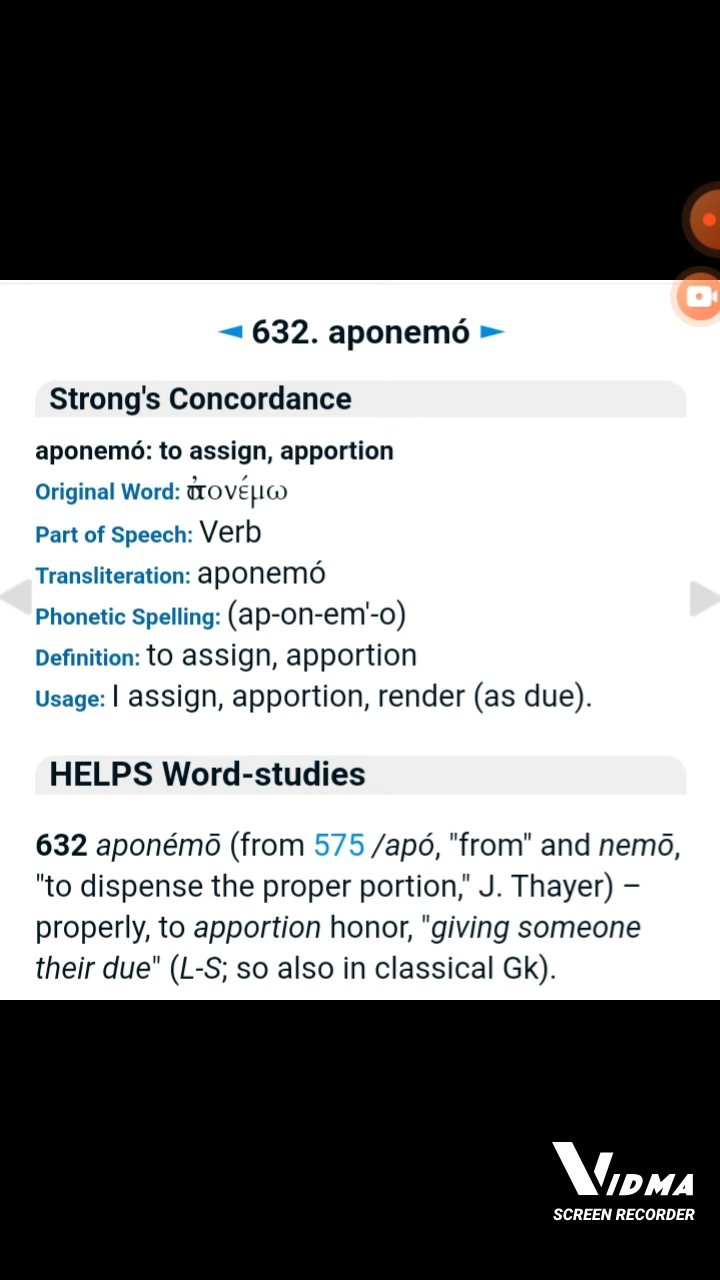 632. aponemó
Strong's Concordance
aponemó: to assign, apportion
Original Word: ἀπονέμω
Part of Speech: Verb
Transliteration: aponemó
Phonetic Spelling: (ap-on-em'-o)
Definition: to assign, apportion
Usage: I assign, apportion, render (as due).
HELPS Word-studies
632 aponémō (from 575 /apó, "from" and nemō,
"to dispense the proper portion," J. Thayer) –
properly, to apportion honor, "giving someone
their due" (L-S; so also in classical Gk).
VIDMA
SCREEN RECORDER